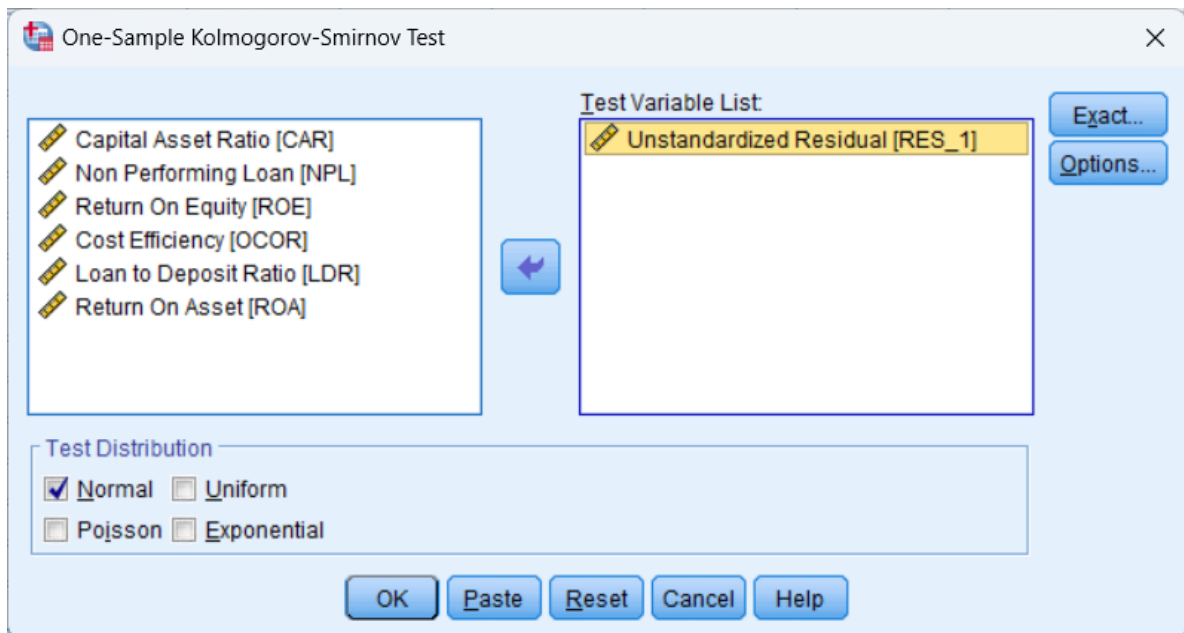 One-Sample Kolmogorov-Smirnov Test
Test Variable List:
Capital Asset Ratio [CAR]
Non Performing Loan [NPL]
Return On Equity [ROE]
Cost Efficiency [OCOR]
Loan to Deposit Ratio [LDR]
Return On Asset [ROA]
Unstandardized Residual [RES_1]
Exact...
Options...
Test Distribution
Normal Uniform
Poisson Exponential
OK Paste Reset Cancel Help